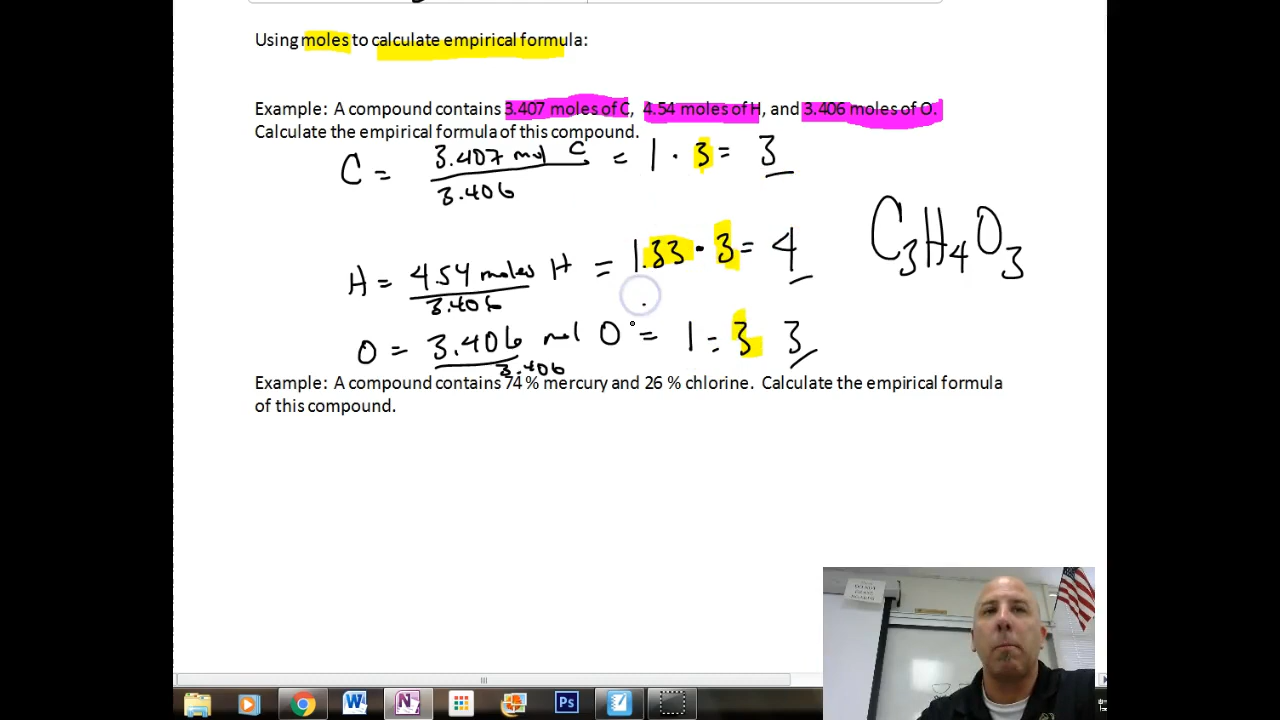 Using moles to calculate empirical formula:
Example: A compound contains 3.407 moles of C, 4.54 moles of H, and 3.406 moles of O.
Calculate the empirical formula of this compound.
C = 3.407 mol C / 3.406 = 1 · 3 = 3
H = 4.54 moles H / 3.406 = 1.33 · 3 = 4
C3H4O3
O = 3.406 mol O / 3.406 = 1 = 3 3
Example: A compound contains 74 % mercury and 26 % chlorine. Calculate the empirical formula
of this compound.
W
N
Ps